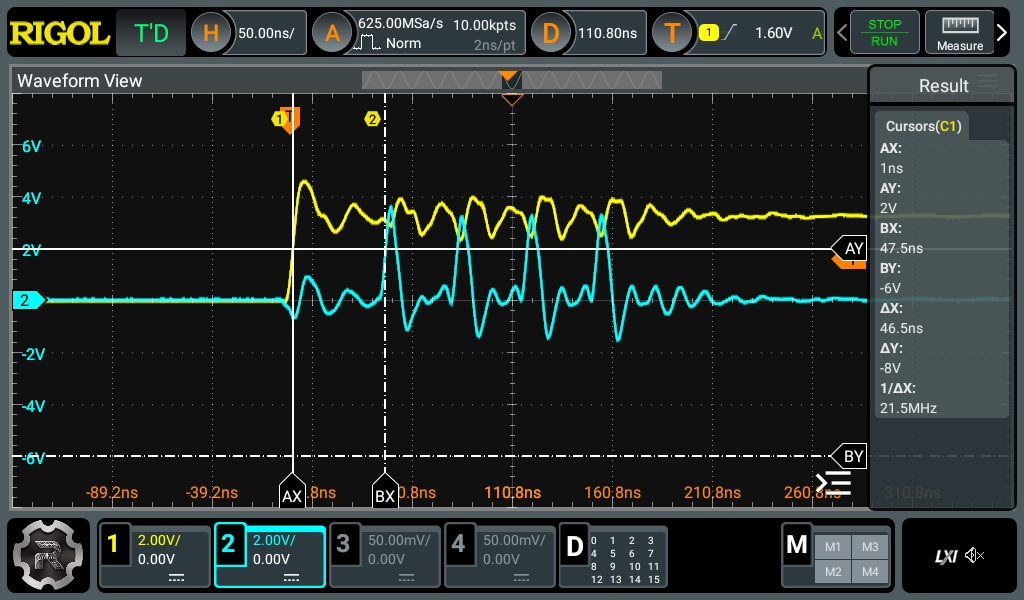 RIGOL T'D H 50.00ns/ A 625.00MSa/s 10.00kpts Norm 2ns/pt D 110.80ns T 1 1.60V A STOP RUN Measure
Waveform View
Result
1 T 2
Cursors(C1)
AX:
1ns
AY:
2V
BX:
47.5ns
BY:
-6V
ΔX:
46.5ns
ΔY:
-8V
1/ΔX:
21.5MHz
6V
4V
2V AY
2
-2V
-4V
-6V BY
-89.2ns -39.2ns AX .8ns BX 0.8ns 110.8ns 160.8ns 210.8ns 260.8ns 310.8ns
1 2.00V/ 0.00V
2 2.00V/ 0.00V
3 50.00mV/ 0.00V
4 50.00mV/ 0.00V
D 0 1 2 3
4 5 6 7
8 9 10 11
12 13 14 15
M M1 M3
M2 M4
LXI